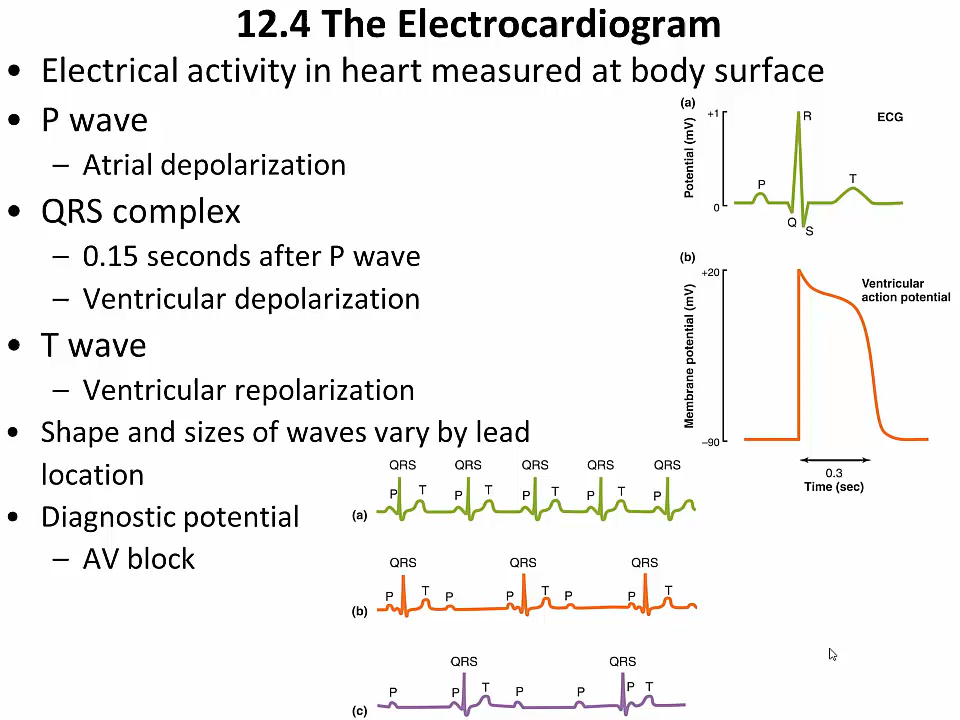 12.4 The Electrocardiogram
• Electrical activity in heart measured at body surface
• P wave
– Atrial depolarization
• QRS complex
– 0.15 seconds after P wave
– Ventricular depolarization
• T wave
– Ventricular repolarization
• Shape and sizes of waves vary by lead
location
• Diagnostic potential
– AV block
(a)
+1
R
ECG
Potential (mV)
P
T
0
Q
S
(b)
+20
Ventricular
action potential
Membrane potential (mV)
–90
0.3
Time (sec)
QRS QRS QRS QRS QRS
P T P T P T P T P
(a)
QRS QRS QRS
P T P P T P P T
(b)
QRS QRS
P P T P P P T
(c)